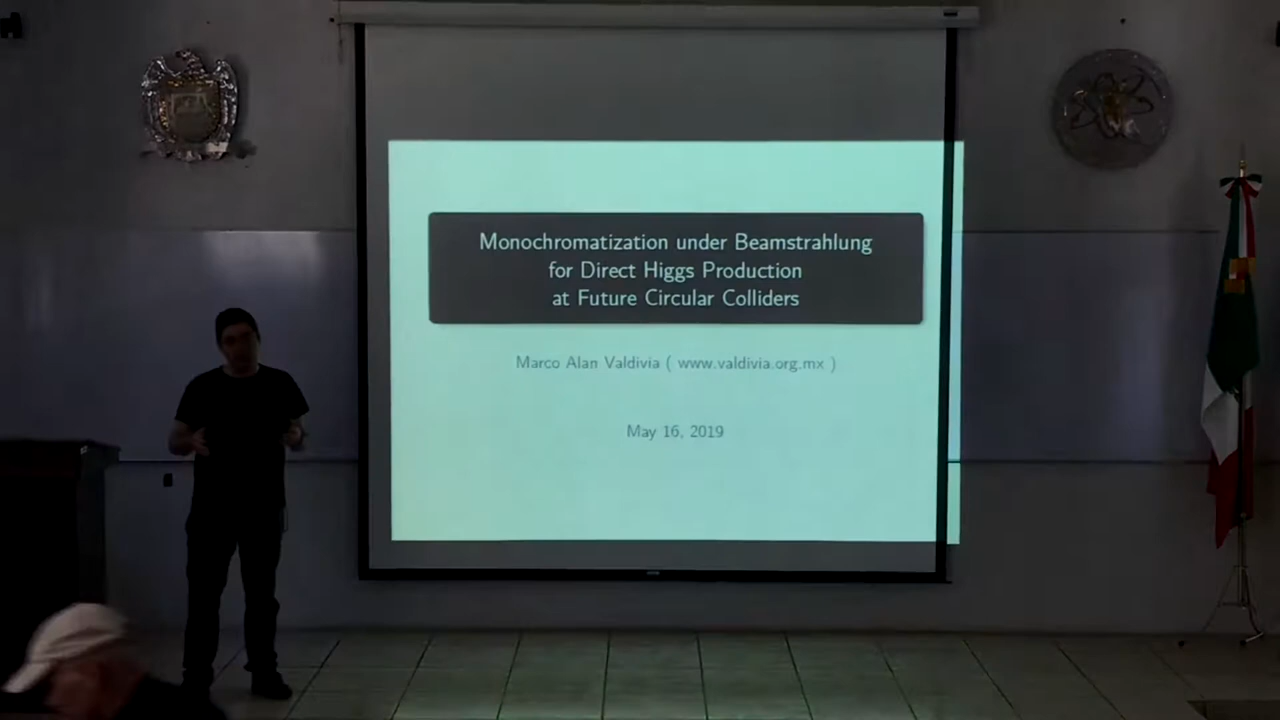 Monochromatization under Beamstrahlung
for Direct Higgs Production
at Future Circular Colliders
Marco Alan Valdivia ( www.valdivia.org.mx )
May 16, 2019